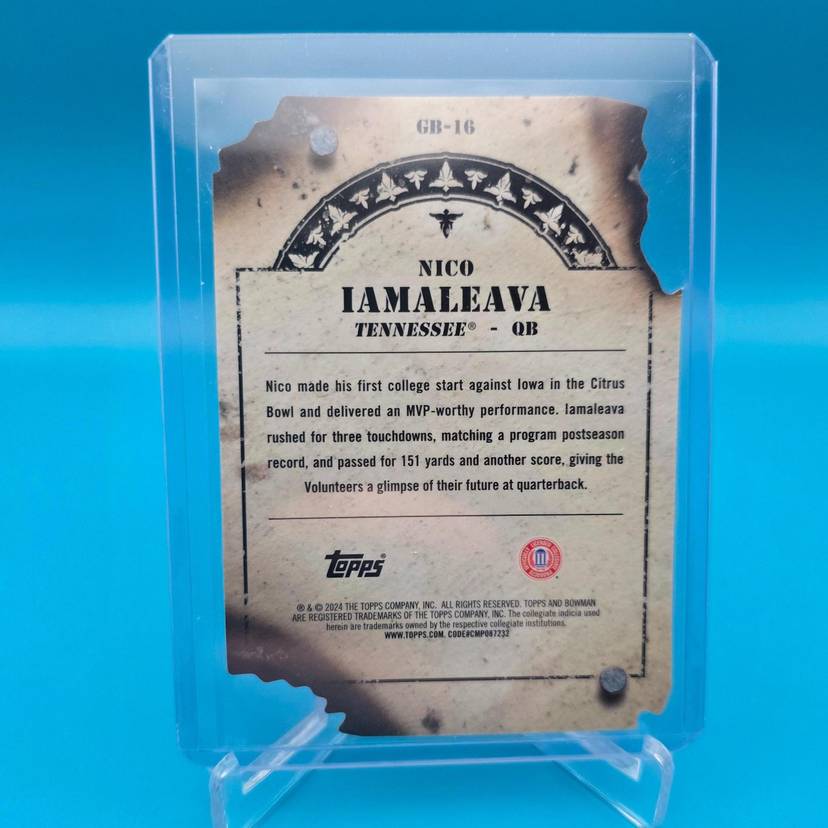 GB-16
NICO
IAMALEAVA
TENNESSEE® - QB
Nico made his first college start against Iowa in the Citrus
Bowl and delivered an MVP-worthy performance. Iamaleava
rushed for three touchdowns, matching a program postseason
record, and passed for 151 yards and another score, giving the
Volunteers a glimpse of their future at quarterback.
topps®
OFFICIALLY LICENSED COLLEGIATE PRODUCTS
® & © 2024 THE TOPPS COMPANY, INC. ALL RIGHTS RESERVED. TOPPS AND BOWMAN
ARE REGISTERED TRADEMARKS OF THE TOPPS COMPANY, INC. The collegiate indicia used
herein are trademarks owned by the respective collegiate institutions.
WWW.TOPPS.COM. CODE#CMP087232